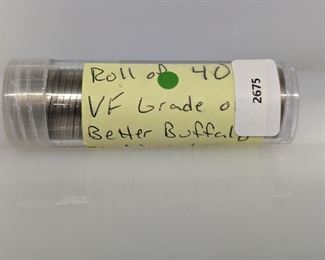 Roll of 40
VF Grade or
Better Buffalo
2675